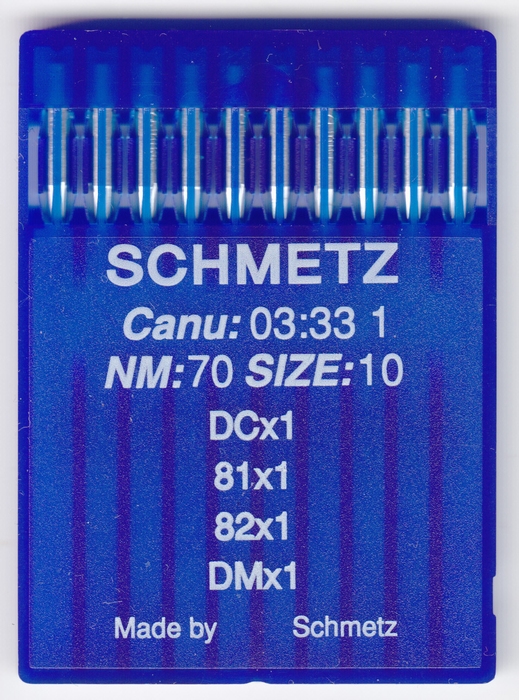 SCHMETZ
Canu: 03:33 1
NM:70 SIZE:10
DCx1
81x1
82x1
DMx1
Made by Schmetz